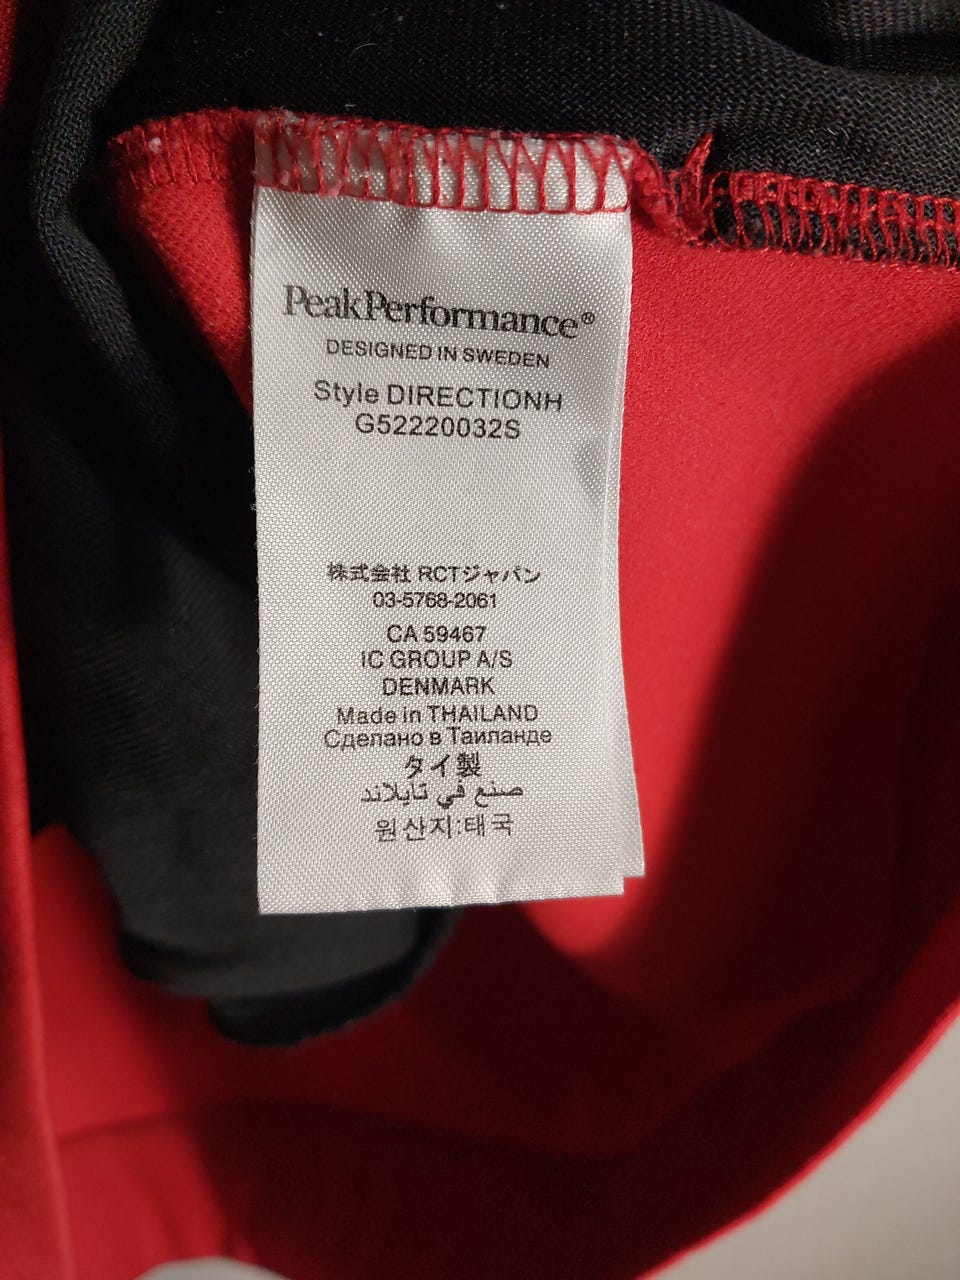 PeakPerformance®
DESIGNED IN SWEDEN
Style DIRECTIONH
G52220032S
株式会社 RCTジャパン
03-5768-2061
CA 59467
IC GROUP A/S
DENMARK
Made in THAILAND
Сделано в Таиланде
タイ製
صنع في تايلاند
원산지:태국